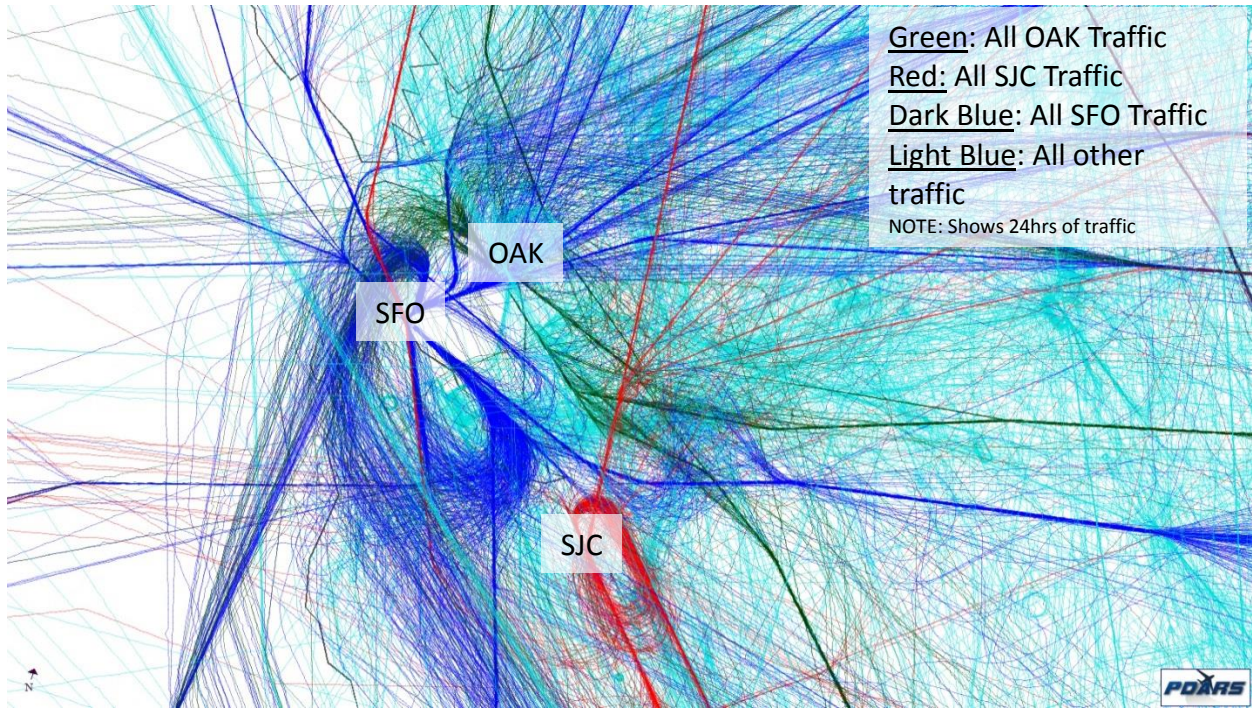 Green: All OAK Traffic
Red: All SJC Traffic
Dark Blue: All SFO Traffic
Light Blue: All other
traffic
NOTE: Shows 24hrs of traffic
OAK
SFO
SJC
N
PDARS